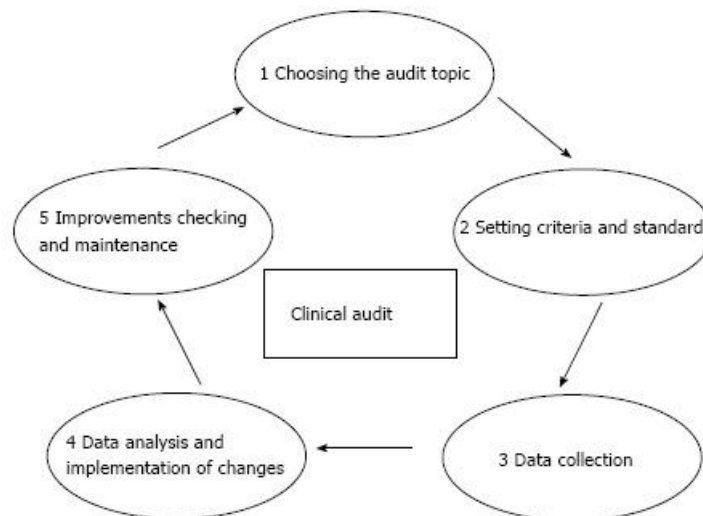 1 Choosing the audit topic
2 Setting criteria and standard
3 Data collection
4 Data analysis and
implementation of changes
5 Improvements checking
and maintenance
Clinical audit